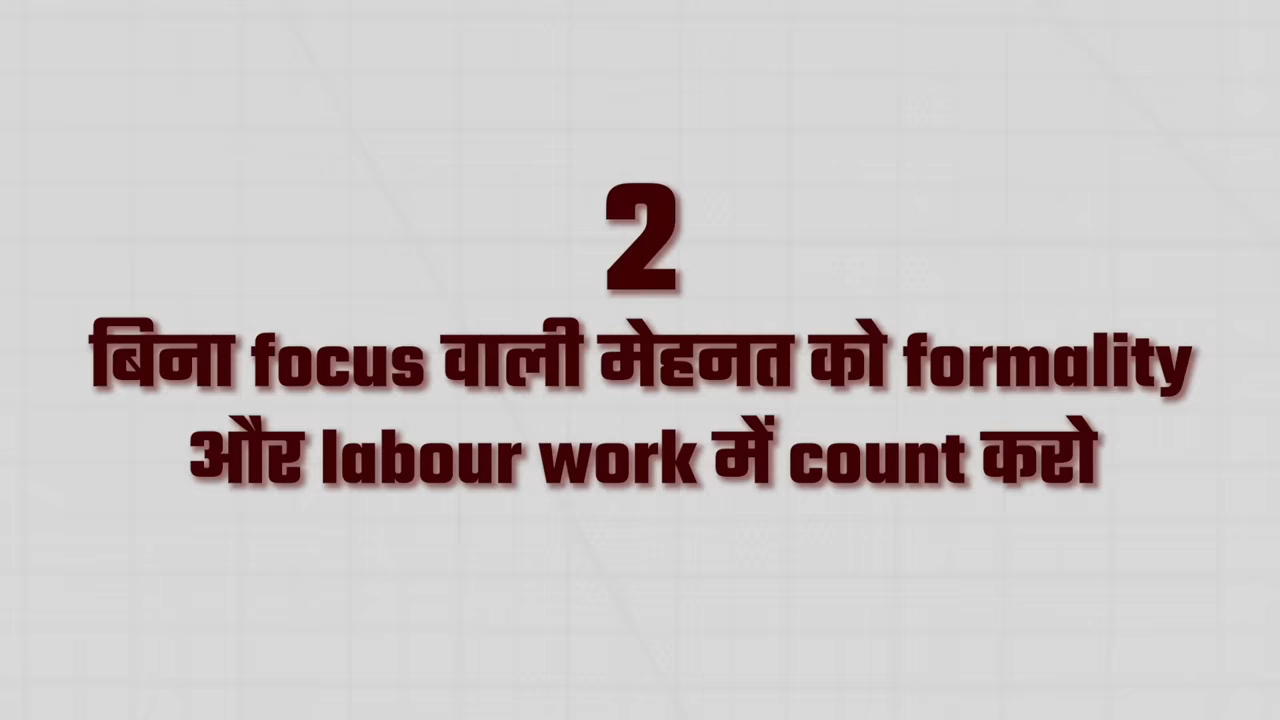 2
बिना focus वाली मेहनत को formality
और labour work में count करो